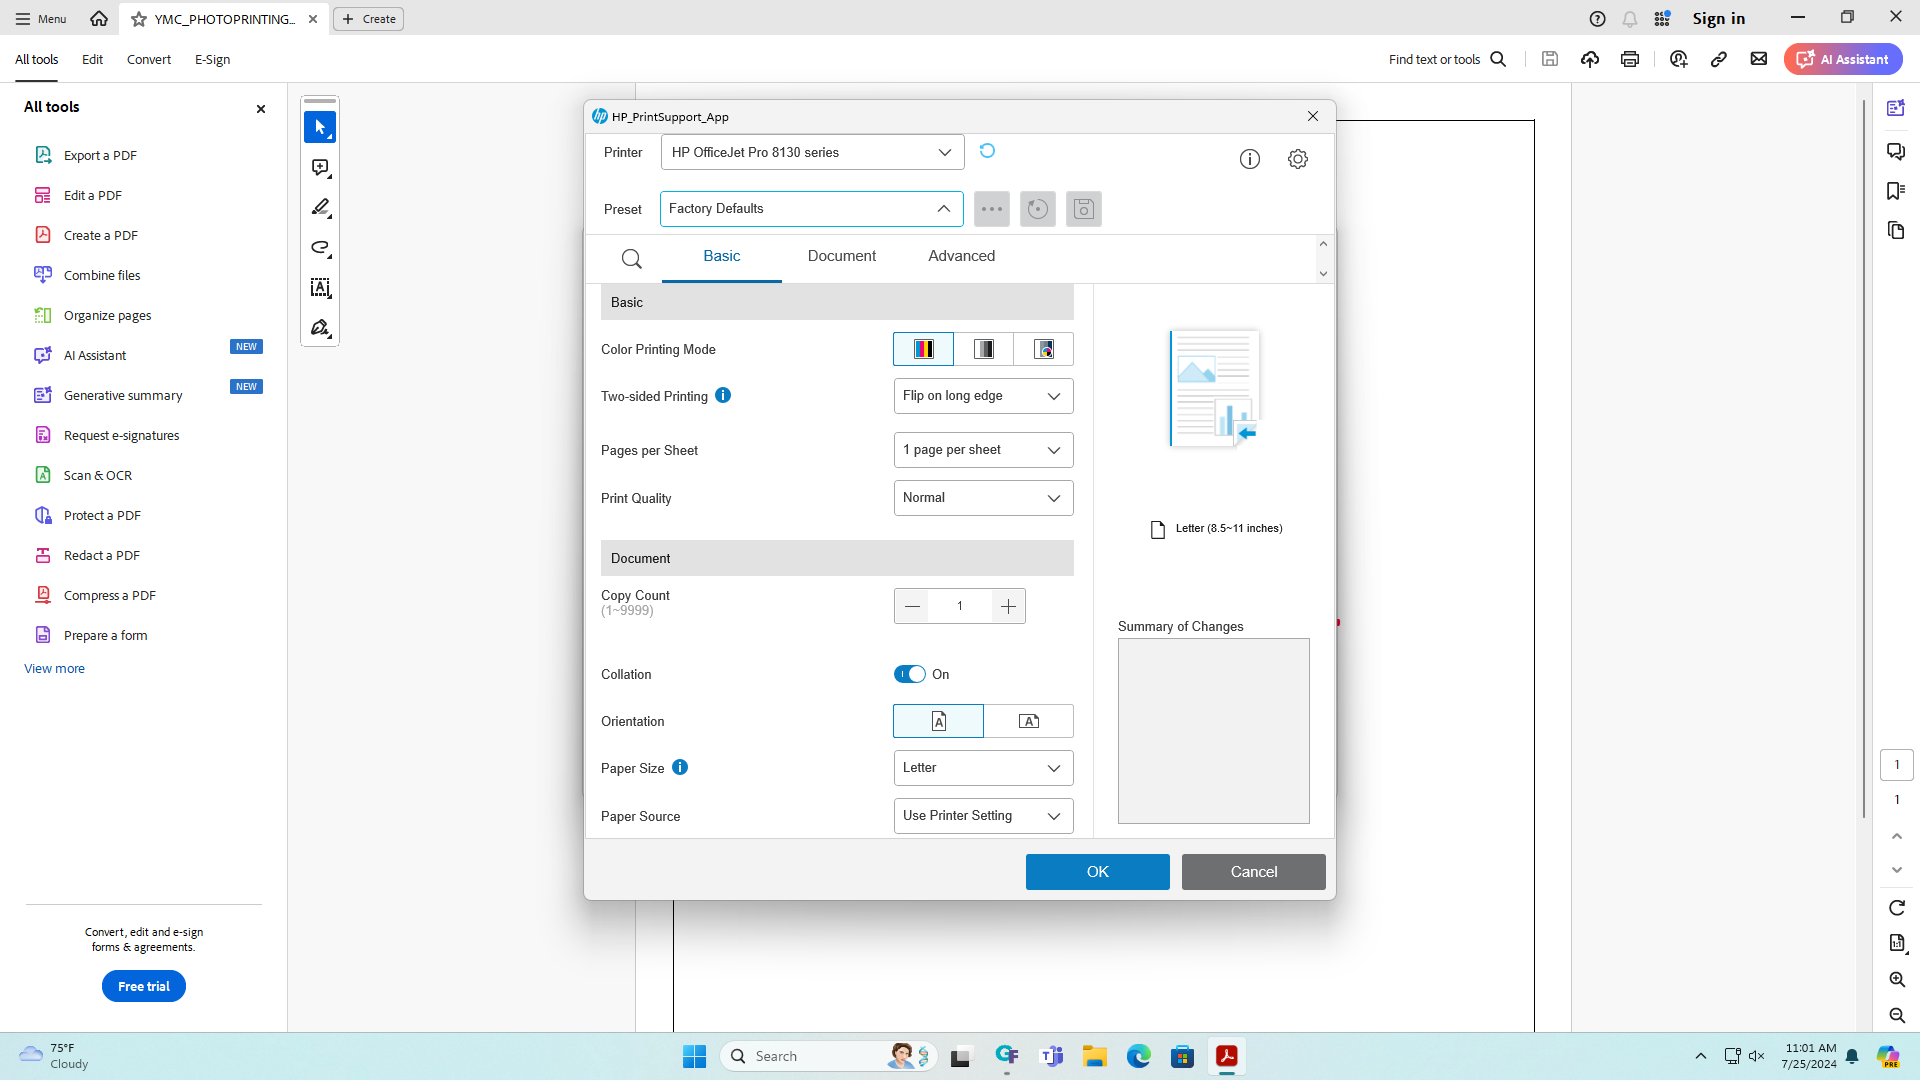 Menu
YMC_PHOTOPRINTING...
Create
Sign in
All tools
Edit
Convert
E-Sign
Find text or tools
AI Assistant
All tools
Export a PDF
Edit a PDF
Create a PDF
Combine files
Organize pages
AI Assistant
NEW
Generative summary
NEW
Request e-signatures
Scan & OCR
Protect a PDF
Redact a PDF
Compress a PDF
Prepare a form
View more
Convert, edit and e-sign
forms & agreements.
Free trial
HP_PrintSupport_App
Printer
HP OfficeJet Pro 8130 series
Preset
Factory Defaults
Basic
Document
Advanced
Basic
Color Printing Mode
Two-sided Printing
Flip on long edge
Pages per Sheet
1 page per sheet
Print Quality
Normal
Letter (8.5~11 inches)
Document
Copy Count
(1~9999)
1
Collation
On
Orientation
Paper Size
Letter
Paper Source
Use Printer Setting
Summary of Changes
OK
Cancel
1
1
75°F
Cloudy
Search
11:01 AM
7/25/2024
PRE